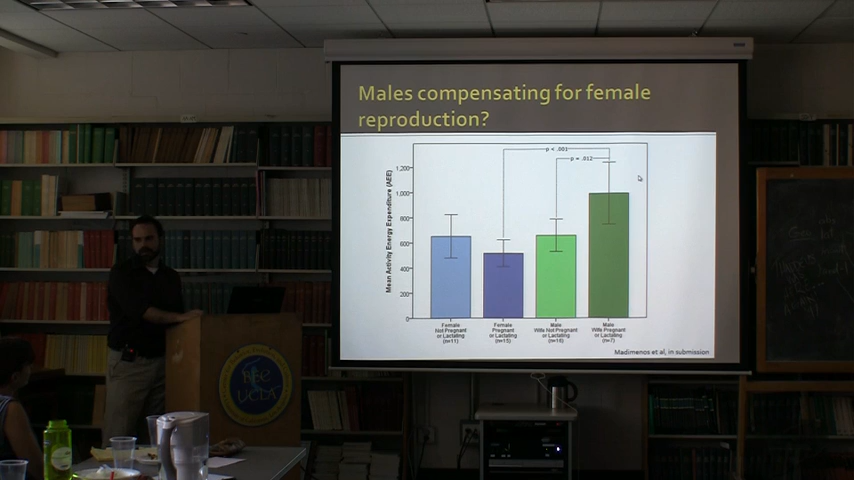 Males compensating for female
reproduction?
p < .001
p = .012
Mean Activity Energy Expenditure (AEE)
1,200
1,000
800
600
400
200
0
Female
Not Pregnant
or Lactating
(n=11)
Female
Pregnant
or Lactating
(n=15)
Male
Wife Not Pregnant
or Lactating
Male
Wife Pregnant
or Lactating
(n=7)
Madimenos et al, in submission
BEC
UCLA